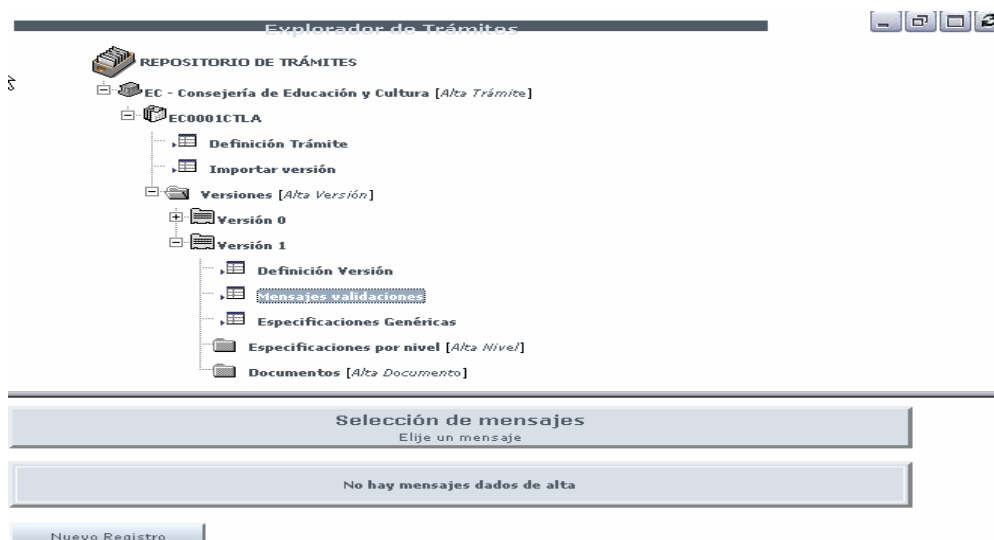 Explorador de Trámites
REPOSITORIO DE TRÁMITES
EC - Consejería de Educación y Cultura [Alta Trámite]
EC0001CTLA
Definición Trámite
Importar versión
Versiones [Alta Versión]
Versión 0
Versión 1
Definición Versión
Mensajes validaciones
Especificaciones Genéricas
Especificaciones por nivel [Alta Nivel]
Documentos [Alta Documento]
Selección de mensajes
Elije un mensaje
No hay mensajes dados de alta
Nuevo Registro